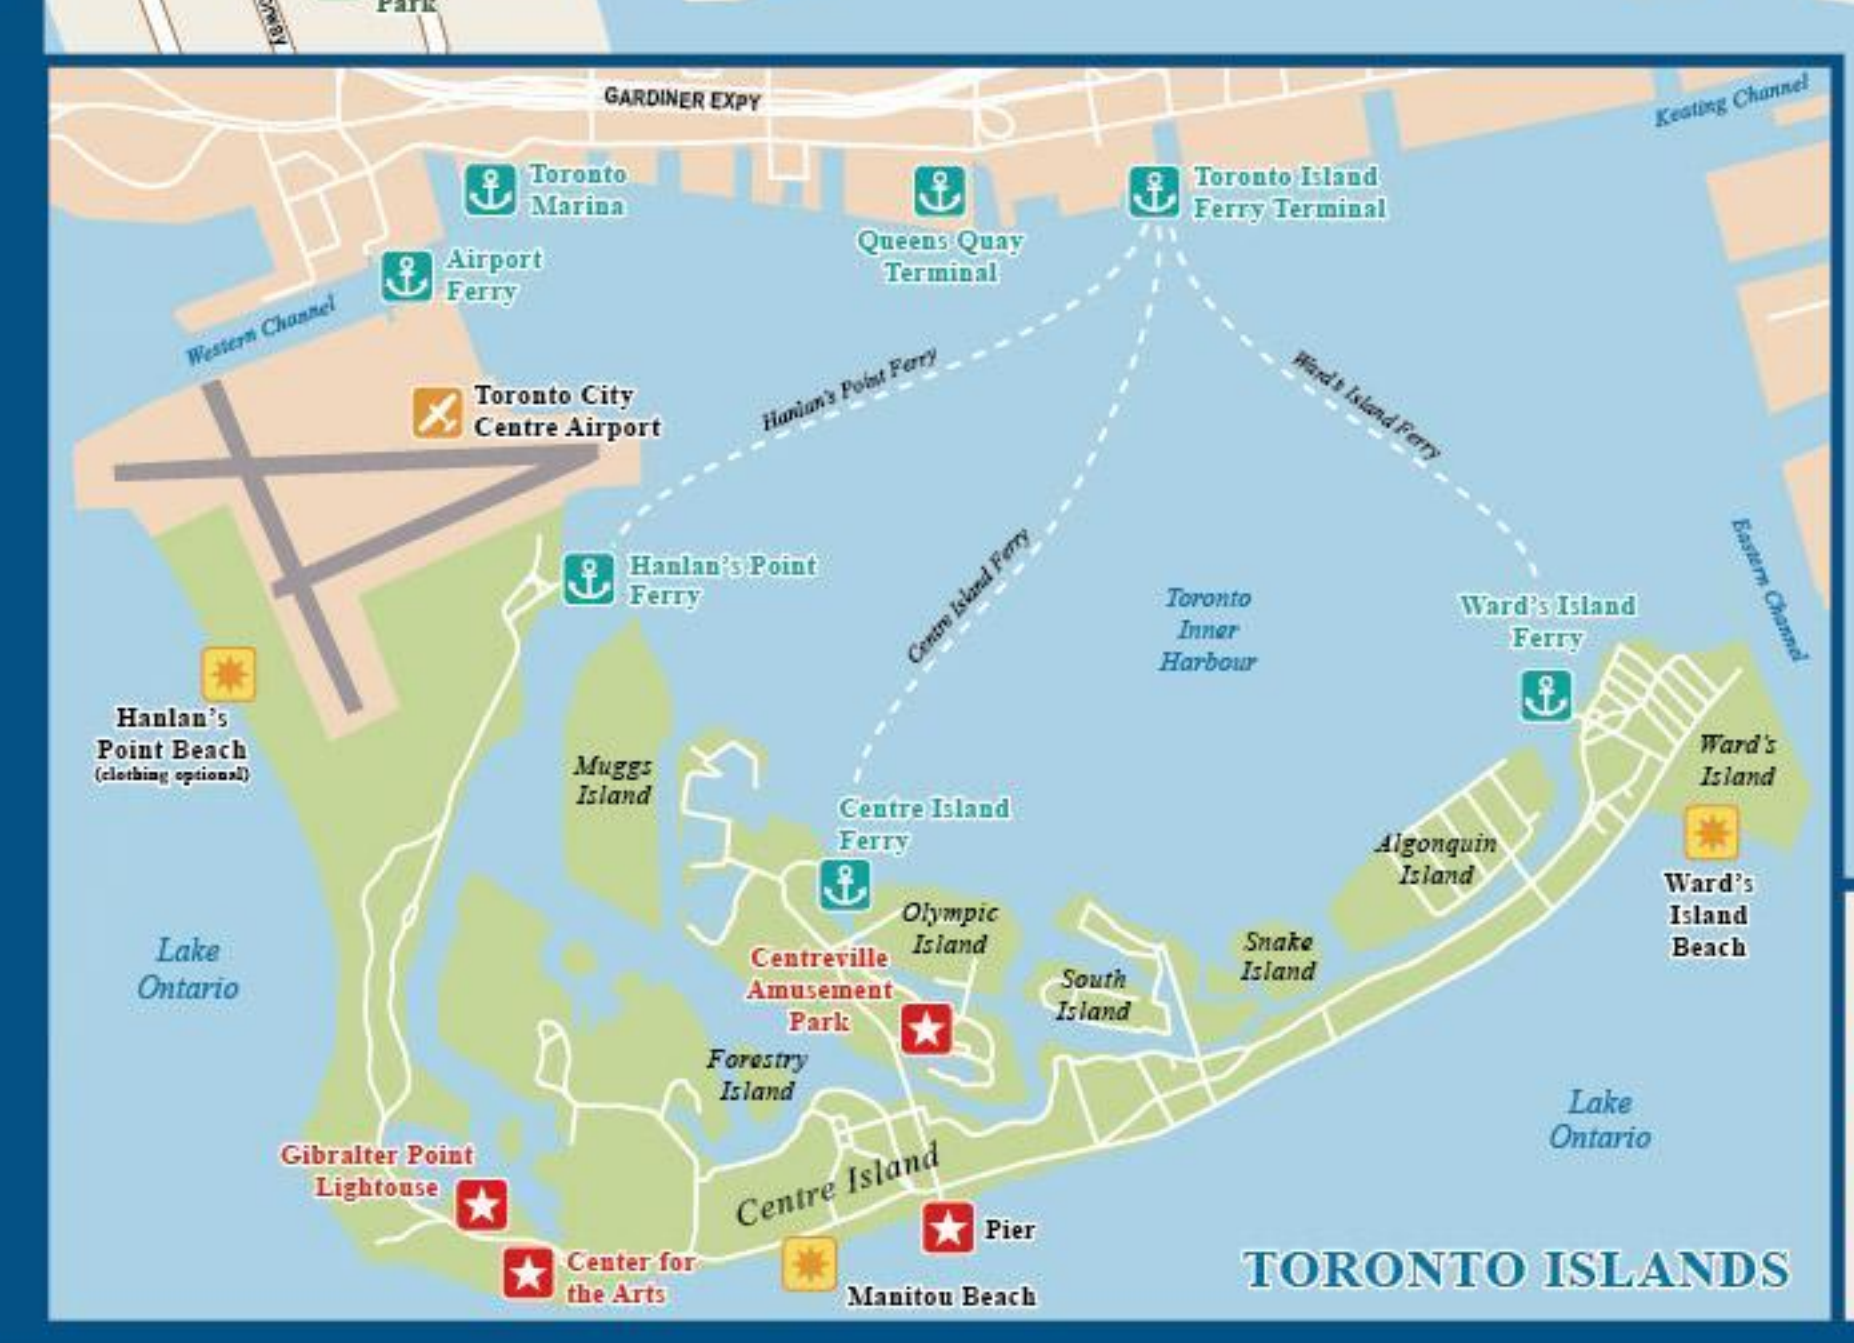 Park
GARDINER EXPY
Keating Channel
Toronto
Marina
Toronto Island
Ferry Terminal
Queens Quay
Terminal
Airport
Ferry
Western Channel
Hanlan's Point Ferry
Ward's Island Ferry
Toronto City
Centre Airport
Centre Island Ferry
Eastern Channel
Hanlan's Point
Ferry
Toronto
Inner
Harbour
Ward's Island
Ferry
Hanlan's
Point Beach
(clothing optional)
Muggs
Island
Ward's
Island
Centre Island
Ferry
Algonquin
Island
Ward's
Island
Beach
Olympic
Island
Snake
Island
Lake
Ontario
Centreville
Amusement
Park
South
Island
Forestry
Island
Lake
Ontario
Gibralter Point
Lightouse
Centre Island
Pier
Center for
the Arts
Manitou Beach
TORONTO ISLANDS